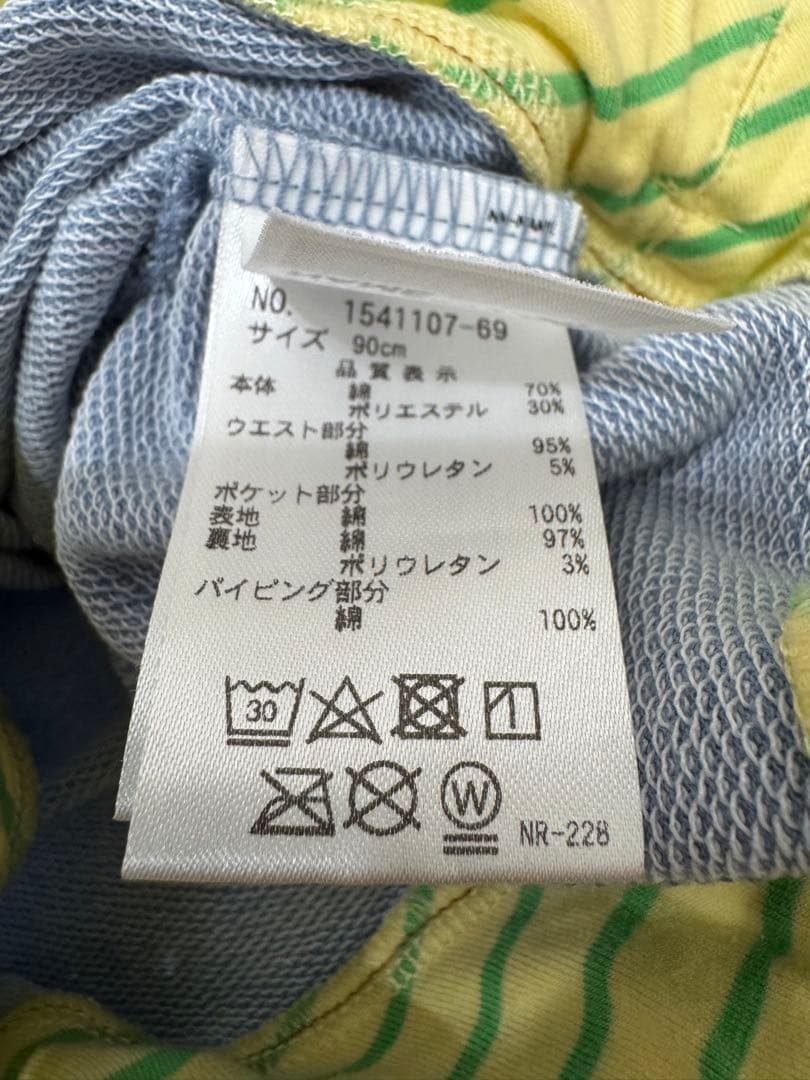 NO. 1541107-69
サイズ 90cm
品質表示
本体 綿 70%
ポリエステル 30%
ウエスト部分
綿 95%
ポリウレタン 5%
ポケット部分
表地 綿 100%
裏地 綿 97%
ポリウレタン 3%
パイピング部分
綿 100%
30
W
NR-228